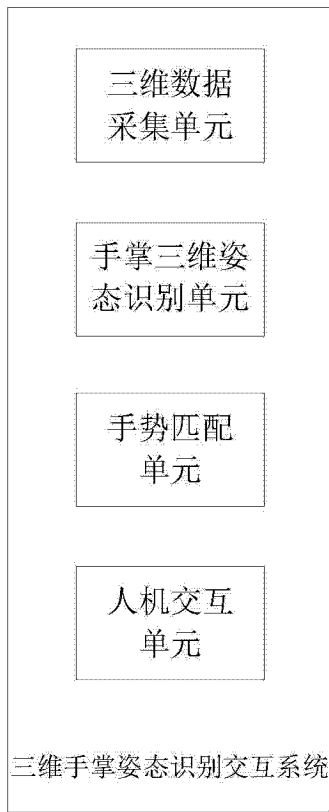 三维数据
采集单元
手掌三维姿
态识别单元
手势匹配
单元
人机交互
单元
三维手掌姿态识别交互系统